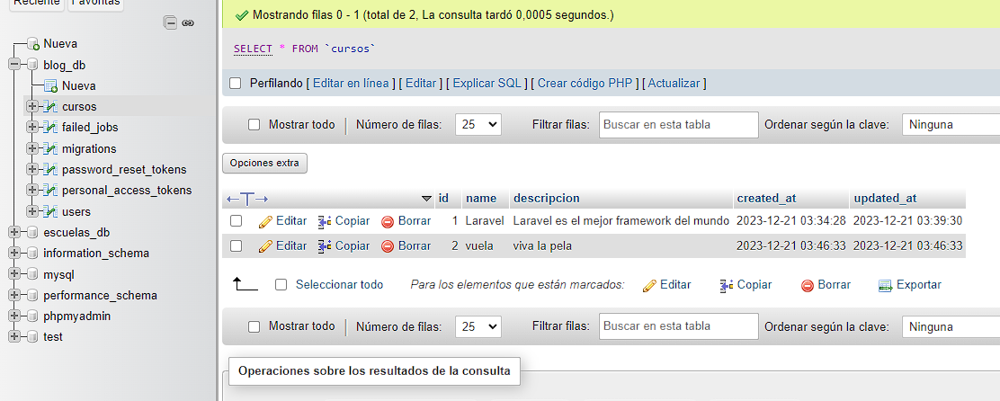 Reciente Favoritas
Nueva
blog_db
Nueva
cursos
failed_jobs
migrations
password_reset_tokens
personal_access_tokens
users
escuelas_db
information_schema
mysql
performance_schema
phpmyadmin
test
Mostrando filas 0 - 1 (total de 2, La consulta tardó 0,0005 segundos.)
SELECT * FROM `cursos`
Perfilando [ Editar en línea ] [ Editar ] [ Explicar SQL ] [ Crear código PHP ] [ Actualizar ]
Mostrar todo Número de filas: 25 Filtrar filas: Buscar en esta tabla Ordenar según la clave: Ninguna
Opciones extra
id name descripcion created_at updated_at
Editar Copiar Borrar 1 Laravel Laravel es el mejor framework del mundo 2023-12-21 03:34:28 2023-12-21 03:39:30
Editar Copiar Borrar 2 vuela viva la pela 2023-12-21 03:46:33 2023-12-21 03:46:33
Seleccionar todo Para los elementos que están marcados: Editar Copiar Borrar Exportar
Mostrar todo Número de filas: 25 Filtrar filas: Buscar en esta tabla Ordenar según la clave: Ninguna
Operaciones sobre los resultados de la consulta